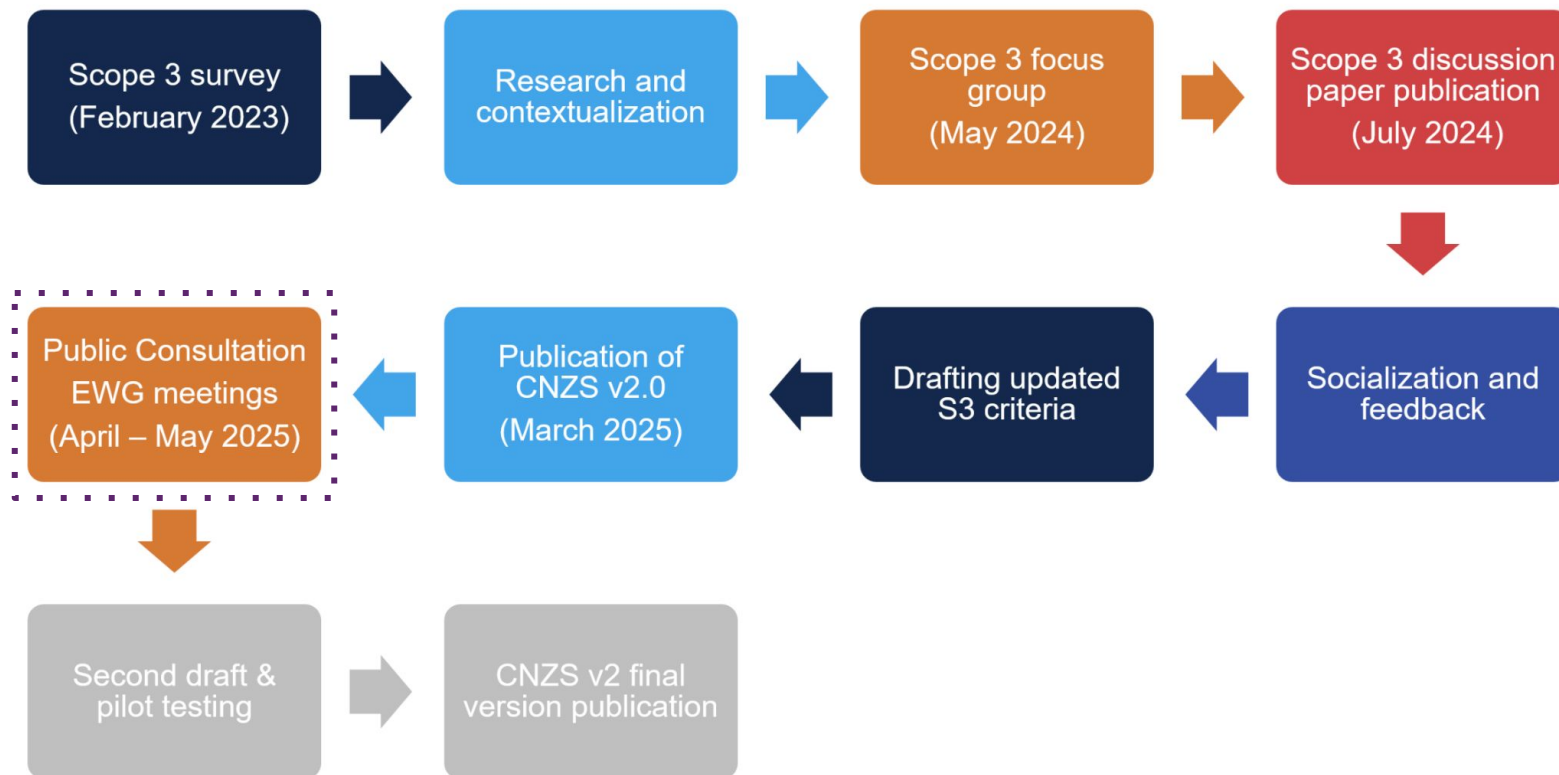 Scope 3 survey
(February 2023)
Research and
contextualization
Scope 3 focus
group
(May 2024)
Scope 3 discussion
paper publication
(July 2024)
Socialization and
feedback
Drafting updated
S3 criteria
Publication of
CNZS v2.0
(March 2025)
Public Consultation
EWG meetings
(April – May 2025)
Second draft &
pilot testing
CNZS v2 final
version publication